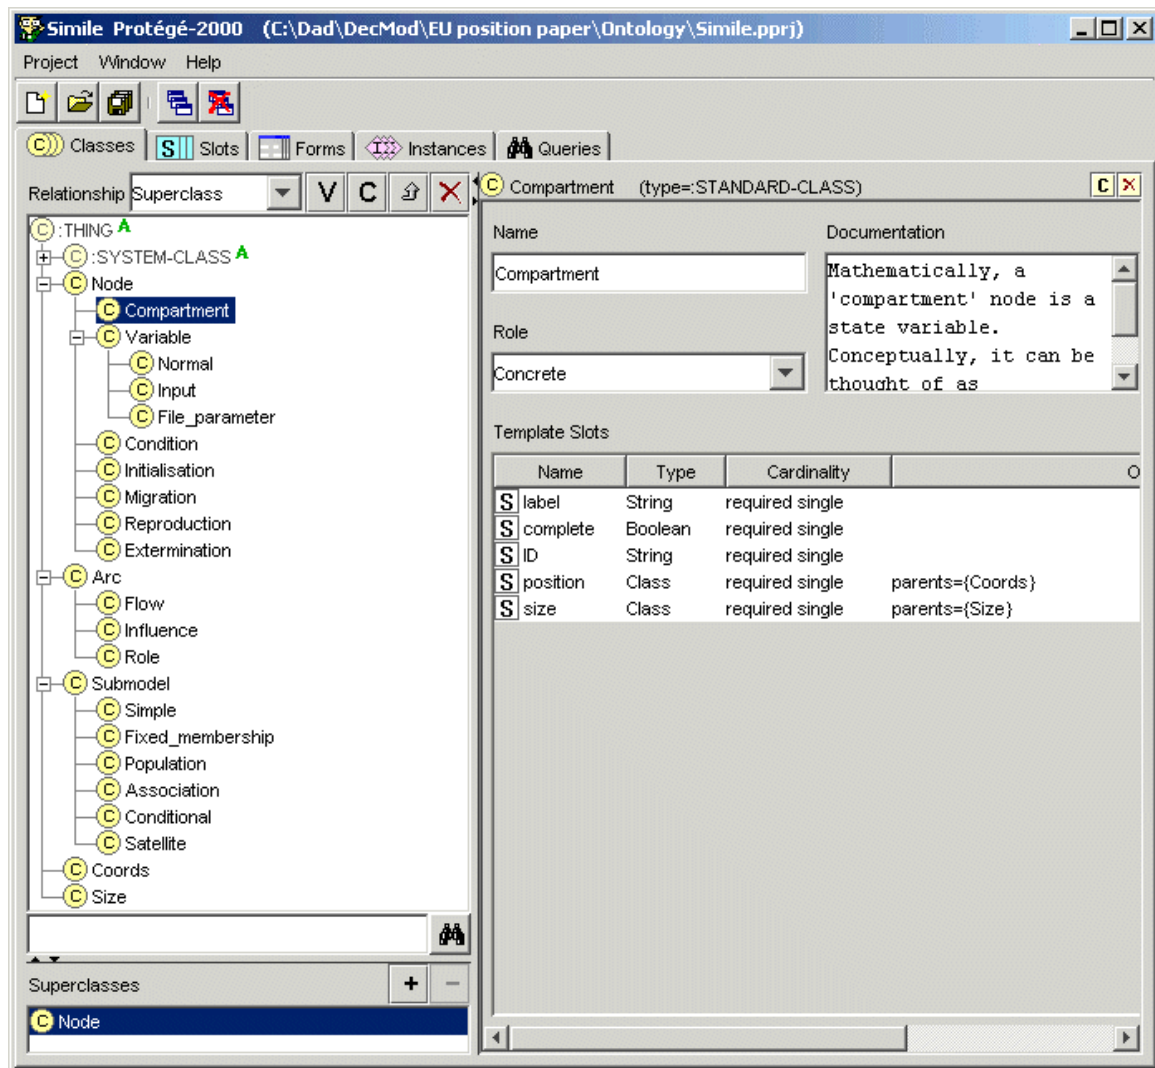 Simile Protégé-2000 (C:\Dad\DecMod\EU position paper\Ontology\Simile.pprj)
Project Window Help
C Classes S Slots Forms I Instances Queries
Relationship Superclass V C
C :THING A
C :SYSTEM-CLASS A
C Node
C Compartment
C Variable
C Normal
C Input
C File_parameter
C Condition
C Initialisation
C Migration
C Reproduction
C Extermination
C Arc
C Flow
C Influence
C Role
C Submodel
C Simple
C Fixed_membership
C Population
C Association
C Conditional
C Satellite
C Coords
C Size
Superclasses + −
C Node
C Compartment (type=:STANDARD-CLASS) C
Name
Compartment
Role
Concrete
Documentation
Mathematically, a
'compartment' node is a
state variable.
Conceptually, it can be
thought of as
Template Slots
Name Type Cardinality O
S label String required single
S complete Boolean required single
S ID String required single
S position Class required single parents={Coords}
S size Class required single parents={Size}